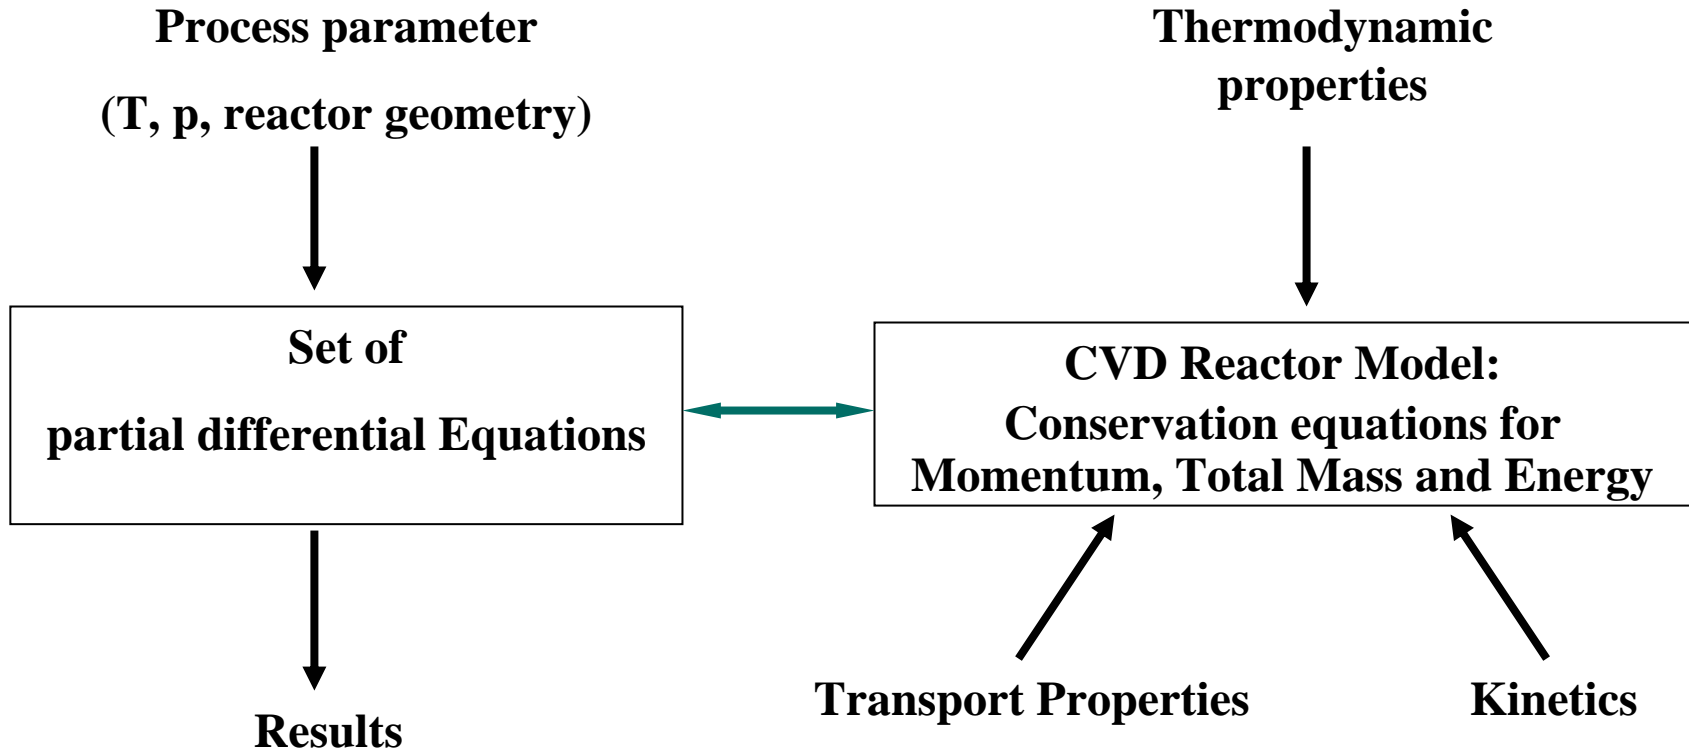 Process parameter
(T, p, reactor geometry)
Thermodynamic
properties
Set of
partial differential Equations
CVD Reactor Model:
Conservation equations for
Momentum, Total Mass and Energy
Transport Properties
Kinetics
Results